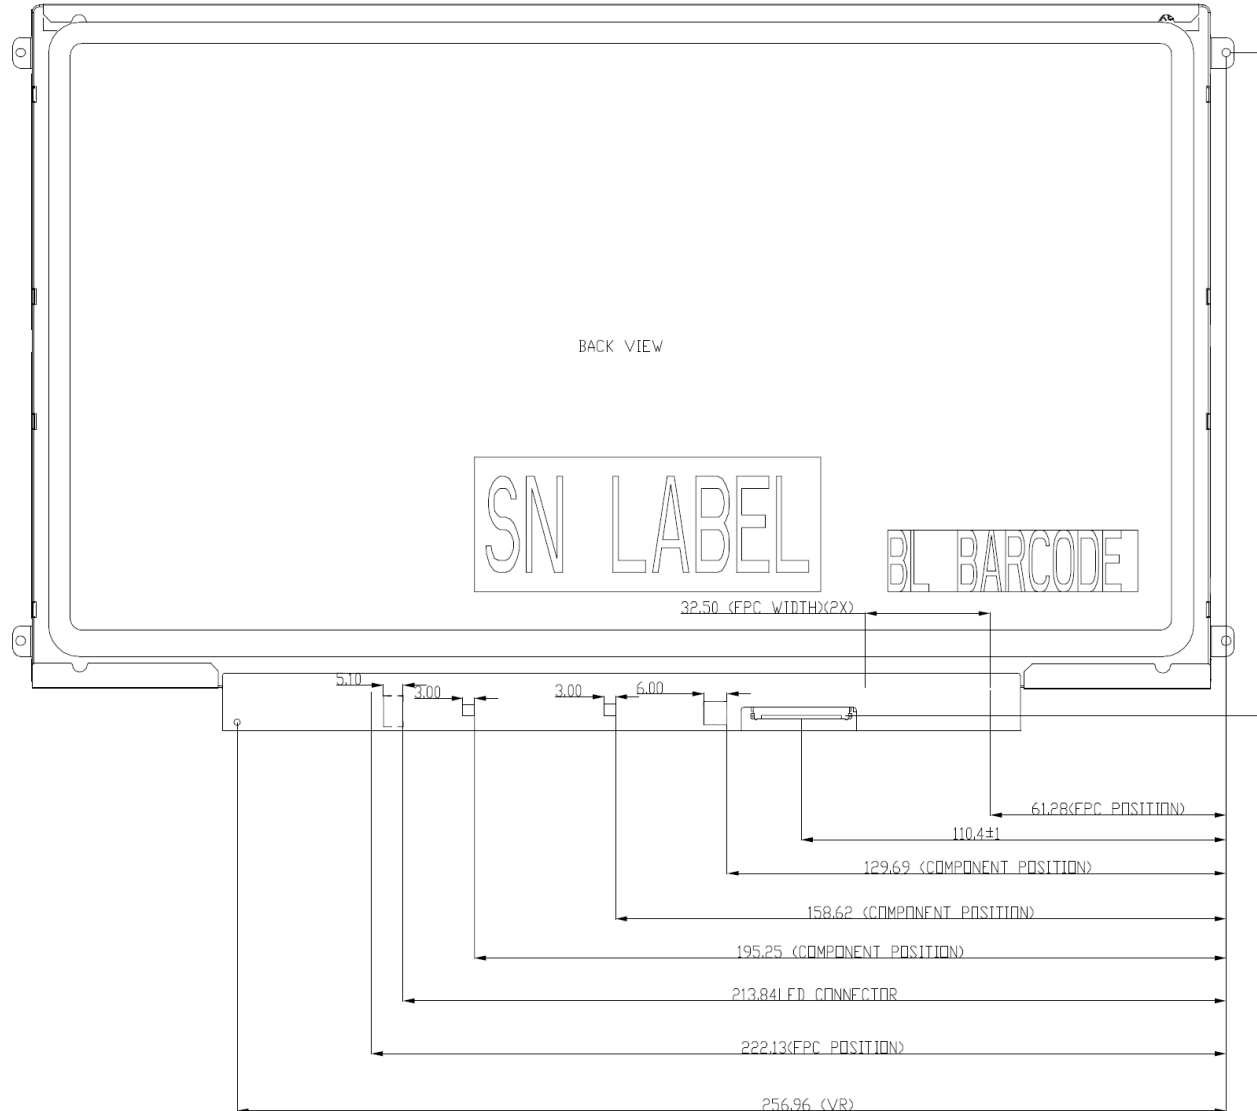 BACK VIEW
SN LABEL
BL BARCODE
32.50 (FPC WIDTH)(2X)
5.10
3.00
3.00
6.00
61.28(FPC POSITION)
110.4±1
129.69 (COMPONENT POSITION)
158.62 (COMPONENT POSITION)
195.25 (COMPONENT POSITION)
213.84LED CONNECTOR
222.13(FPC POSITION)
256.96 (VR)